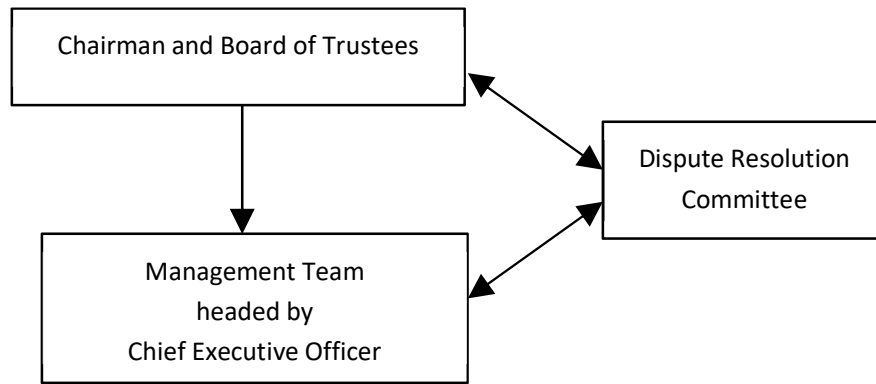 Chairman and Board of Trustees
Dispute Resolution
Committee
Management Team
headed by
Chief Executive Officer